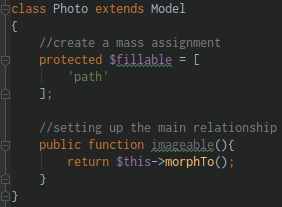 class Photo extends Model
{
    //create a mass assignment
    protected $fillable = [
        'path'
    ];

    //setting up the main relationship
    public function imageable(){
        return $this->morphTo();
    }
}